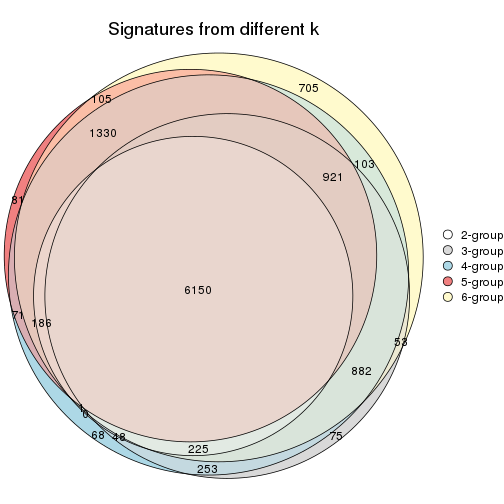 Signatures from different k
705
105
1330
103
921
81
2-group
3-group
4-group
5-group
6-group
6150
71
186
53
882
0
68
48
75
225
253